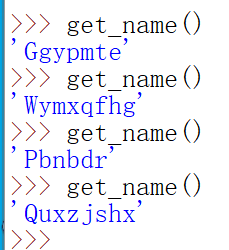 >>> get_name()
'Ggypmte'
>>> get_name()
'Wymxqfhg'
>>> get_name()
'Pbnbdr'
>>> get_name()
'Quxzjshx'
>>>